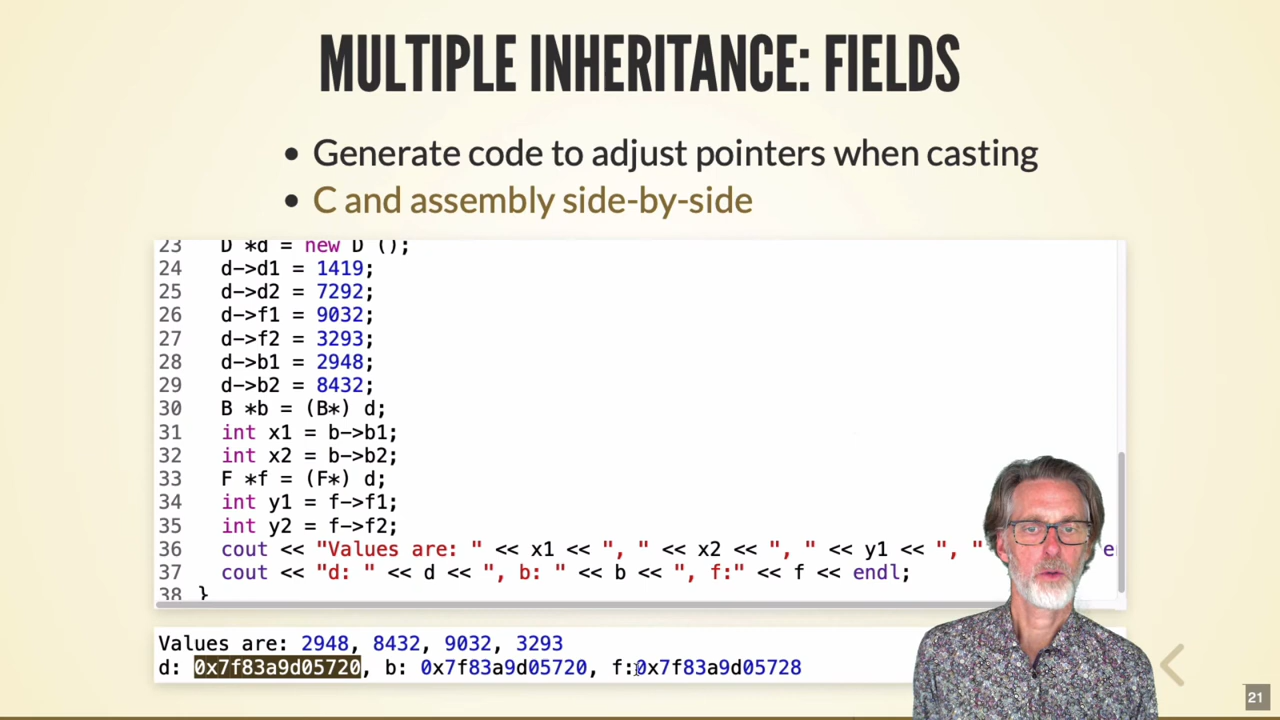 MULTIPLE INHERITANCE: FIELDS
• Generate code to adjust pointers when casting
• C and assembly side-by-side
23 D *d = new D ();
24 d->d1 = 1419;
25 d->d2 = 7292;
26 d->f1 = 9032;
27 d->f2 = 3293;
28 d->b1 = 2948;
29 d->b2 = 8432;
30 B *b = (B*) d;
31 int x1 = b->b1;
32 int x2 = b->b2;
33 F *f = (F*) d;
34 int y1 = f->f1;
35 int y2 = f->f2;
36 cout << "Values are: " << x1 << ", " << x2 << ", " << y1 << ", "
37 cout << "d: " << d << ", b: " << b << ", f:" << f << endl;
38 }
Values are: 2948, 8432, 9032, 3293
d: 0x7f83a9d05720, b: 0x7f83a9d05720, f:0x7f83a9d05728
21